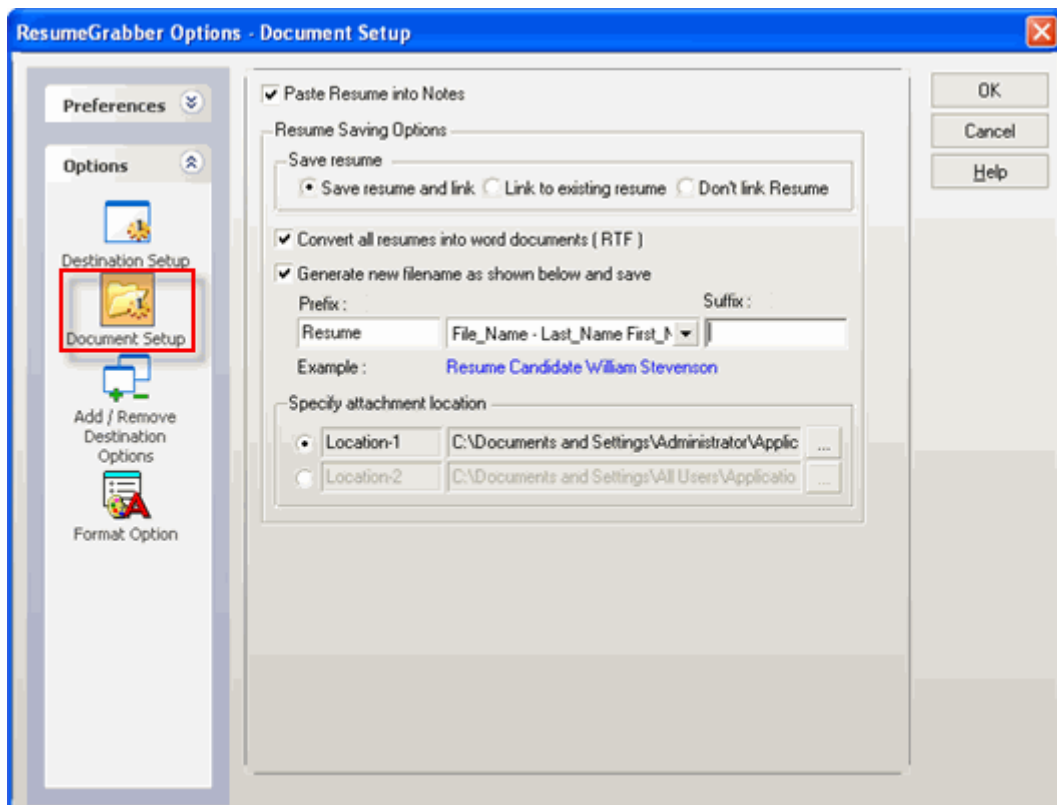 ResumeGrabber Options - Document Setup
Preferences
Options
Destination Setup
Document Setup
Add / Remove
Destination
Options
Format Option
Paste Resume into Notes
Resume Saving Options
Save resume
Save resume and link Link to existing resume Don't link Resume
Convert all resumes into word documents ( RTF )
Generate new filename as shown below and save
Prefix : Suffix :
Resume File_Name - Last_Name First_N
Example : Resume Candidate William Stevenson
Specify attachment location
Location-1 C:\Documents and Settings\Administrator\Applic ...
Location-2 C:\Documents and Settings\All Users\Applicatio ...
OK
Cancel
Help